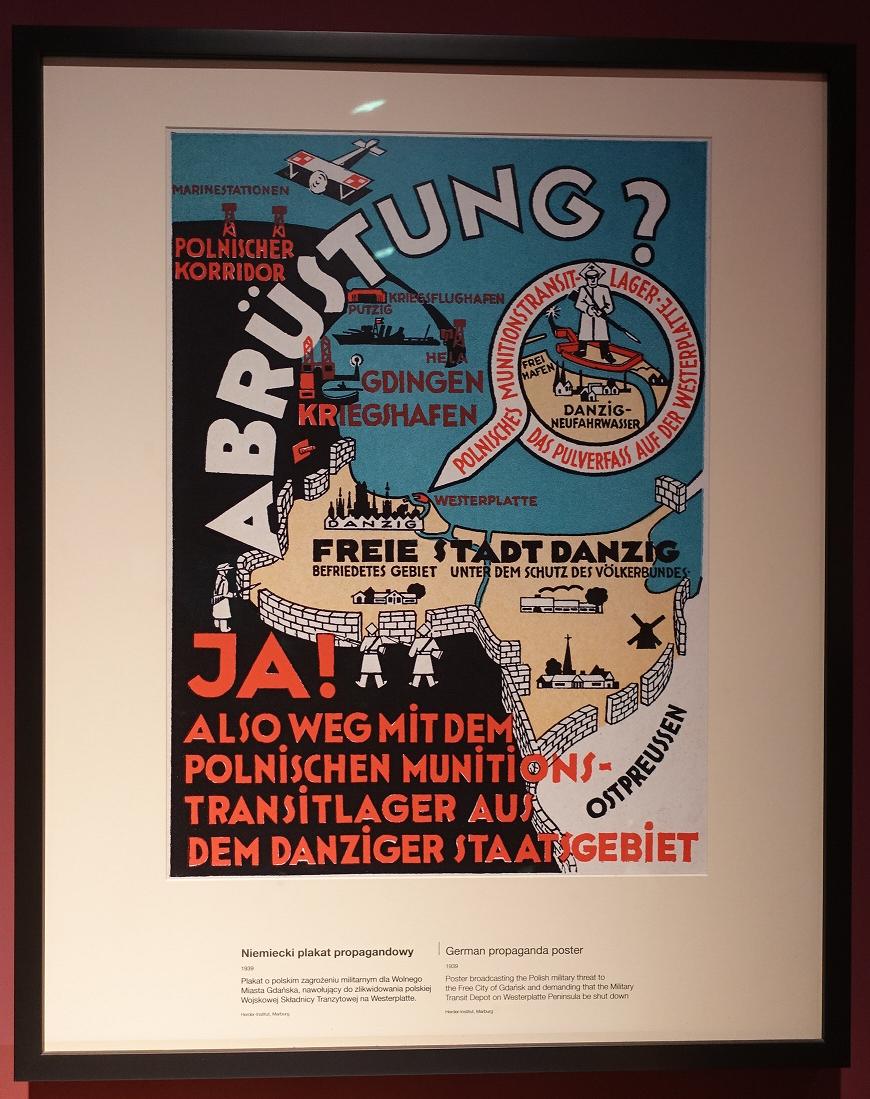 MARINESTATIONEN
POLNISCHER
KORRIDOR
ABRÜSTUNG?
KRIEGSFLUGHAFEN
PUTZIG
HELA
GDINGEN
KRIEGSHAFEN
POLNISCHES MUNITIONSTRANSIT-LAGER:
DAS PULVERFASS AUF DER WESTERPLATTE
FREI
HAFEN
DANZIG-
NEUFAHRWASSER
WESTERPLATTE
DANZIG
FREIE STADT DANZIG
BEFRIEDETES GEBIET UNTER DEM SCHUTZ DES VÖLKERBUNDES·
JA!
ALSO WEG MIT DEM
POLNISCHEN MUNITIONS-
TRANSITLAGER AUS
DEM DANZIGER STAATSGEBIET
OSTPREUSSEN
Niemiecki plakat propagandowy
1939
Plakat o polskim zagrożeniu militarnym dla Wolnego
Miasta Gdańska, nawołujący do zlikwidowania polskiej
Wojskowej Składnicy Tranzytowej na Westerplatte.
Herder-Institut, Marburg
German propaganda poster
1939
Poster broadcasting the Polish military threat to
the Free City of Gdańsk and demanding that the Military
Transit Depot on Westerplatte Peninsula be shut down
Herder-Institut, Marburg